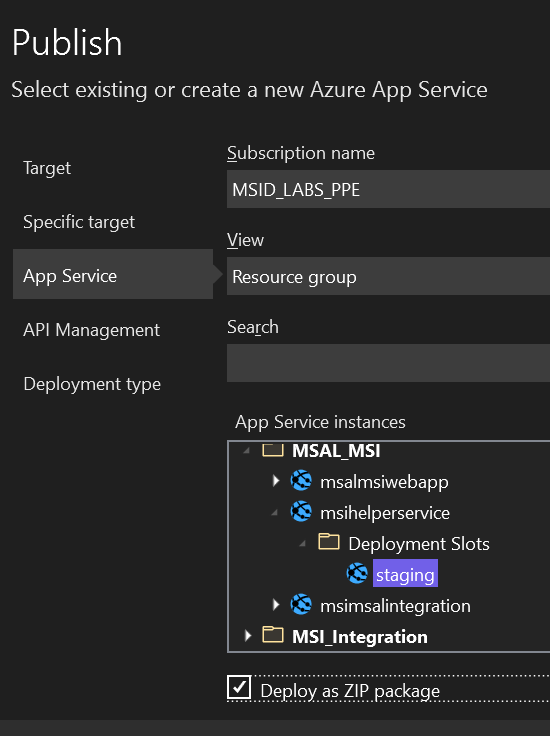 Publish
Select existing or create a new Azure App Service
Target
Specific target
App Service
API Management
Deployment type
Subscription name
MSID_LABS_PPE
View
Resource group
Search
App Service instances
MSAL_MSI
msalmsiwebapp
msihelperservice
Deployment Slots
staging
msimsalintegration
MSI_Integration
Deploy as ZIP package